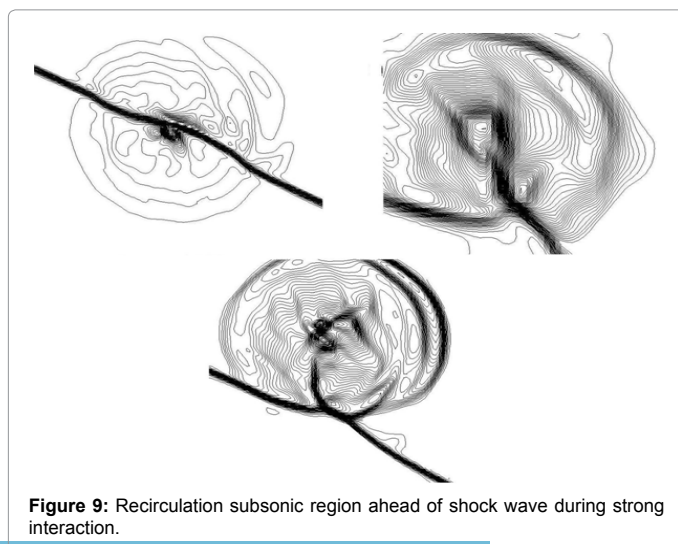 Figure 9: Recirculation subsonic region ahead of shock wave during strong
interaction.